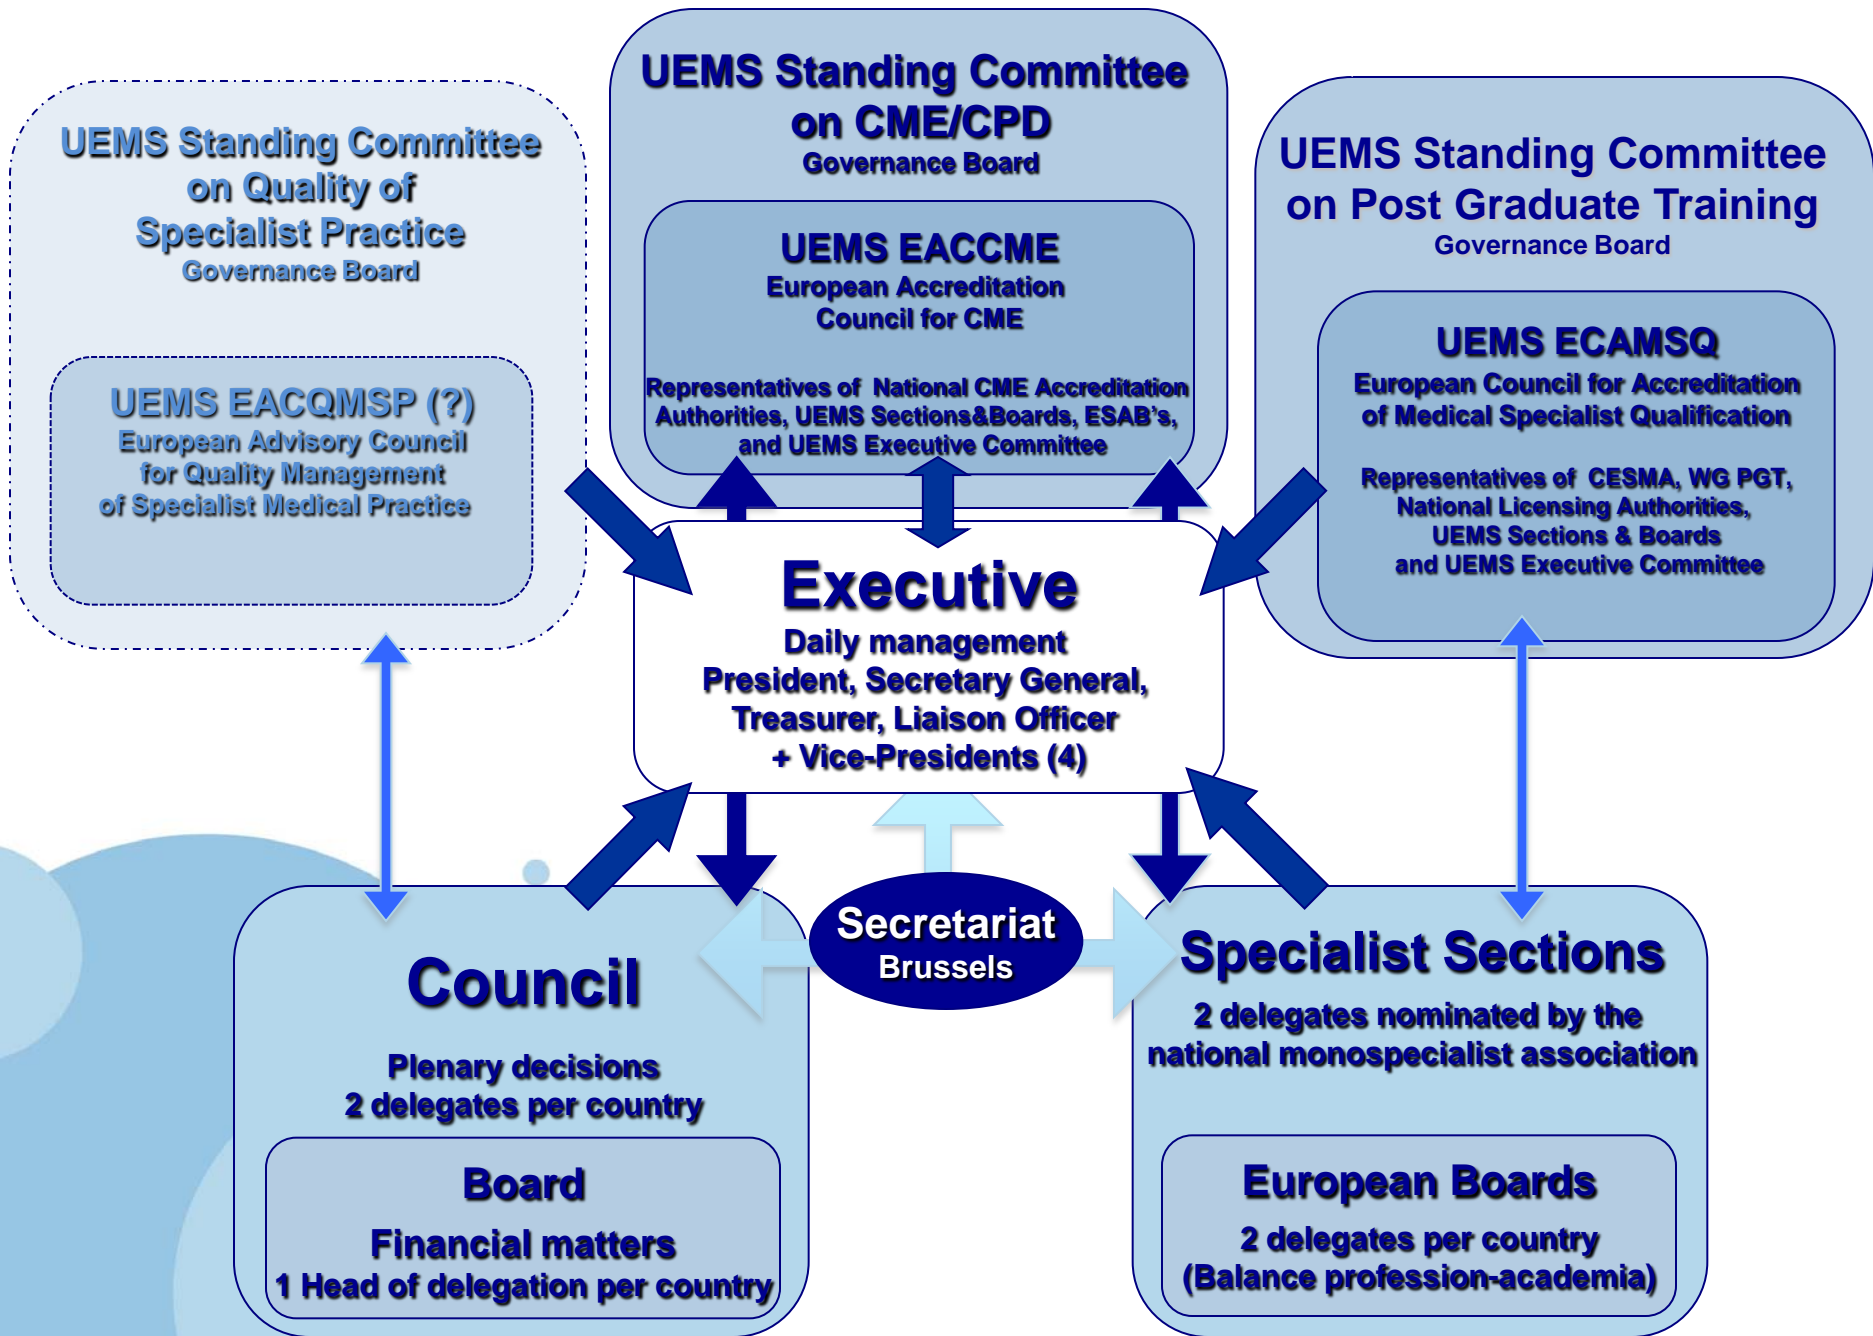 UEMS Standing Committee
on Quality of
Specialist Practice
Governance Board
UEMS EACQMSP (?)
European Advisory Council
for Quality Management
of Specialist Medical Practice
UEMS Standing Committee
on CME/CPD
Governance Board
UEMS EACCME
European Accreditation
Council for CME
Representatives of National CME Accreditation
Authorities, UEMS Sections&Boards, ESAB's,
and UEMS Executive Committee
UEMS Standing Committee
on Post Graduate Training
Governance Board
UEMS ECAMSQ
European Council for Accreditation
of Medical Specialist Qualification
Representatives of CESMA, WG PGT,
National Licensing Authorities,
UEMS Sections & Boards
and UEMS Executive Committee
Executive
Daily management
President, Secretary General,
Treasurer, Liaison Officer
+ Vice-Presidents (4)
Secretariat
Brussels
Council
Plenary decisions
2 delegates per country
Board
Financial matters
1 Head of delegation per country
Specialist Sections
2 delegates nominated by the
national monospecialist association
European Boards
2 delegates per country
(Balance profession-academia)